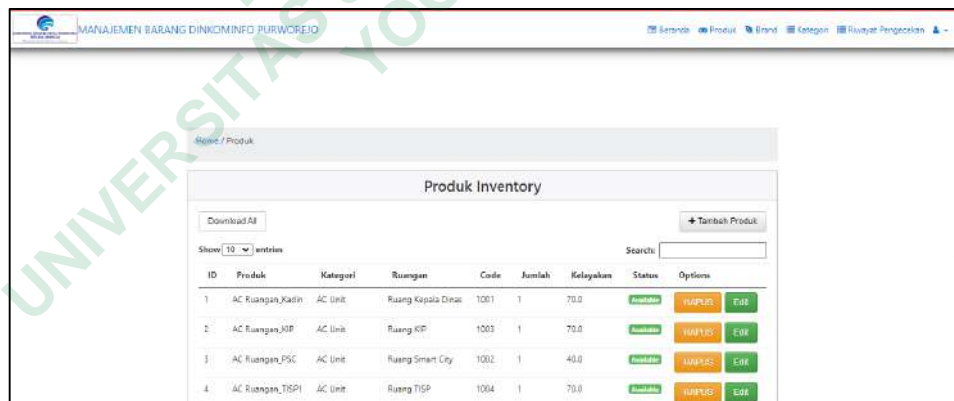 MANAJEMEN BARANG DINKOMINFO PURWOREJO
Beranda Produk Brand Kategori Riwayat Pengecekan
Home / Produk
Produk Inventory
Download All
+ Tambah Produk
Show 10 entries
Search:
ID Produk Kategori Ruangan Code Jumlah Kelayakan Status Options
1 AC Ruangan_Kadin AC Unit Ruang Kepala Dinas 1001 1 70.0 Available HAPUS Edit
2 AC Ruangan_KIP AC Unit Ruang KIP 1003 1 70.0 Available HAPUS Edit
3 AC Ruangan_PSC AC Unit Ruang Smart City 1002 1 40.0 Available HAPUS Edit
4 AC Ruangan_TISP1 AC Unit Ruang TISP 1004 1 70.0 Available HAPUS Edit
UNIVERSITAS
YO